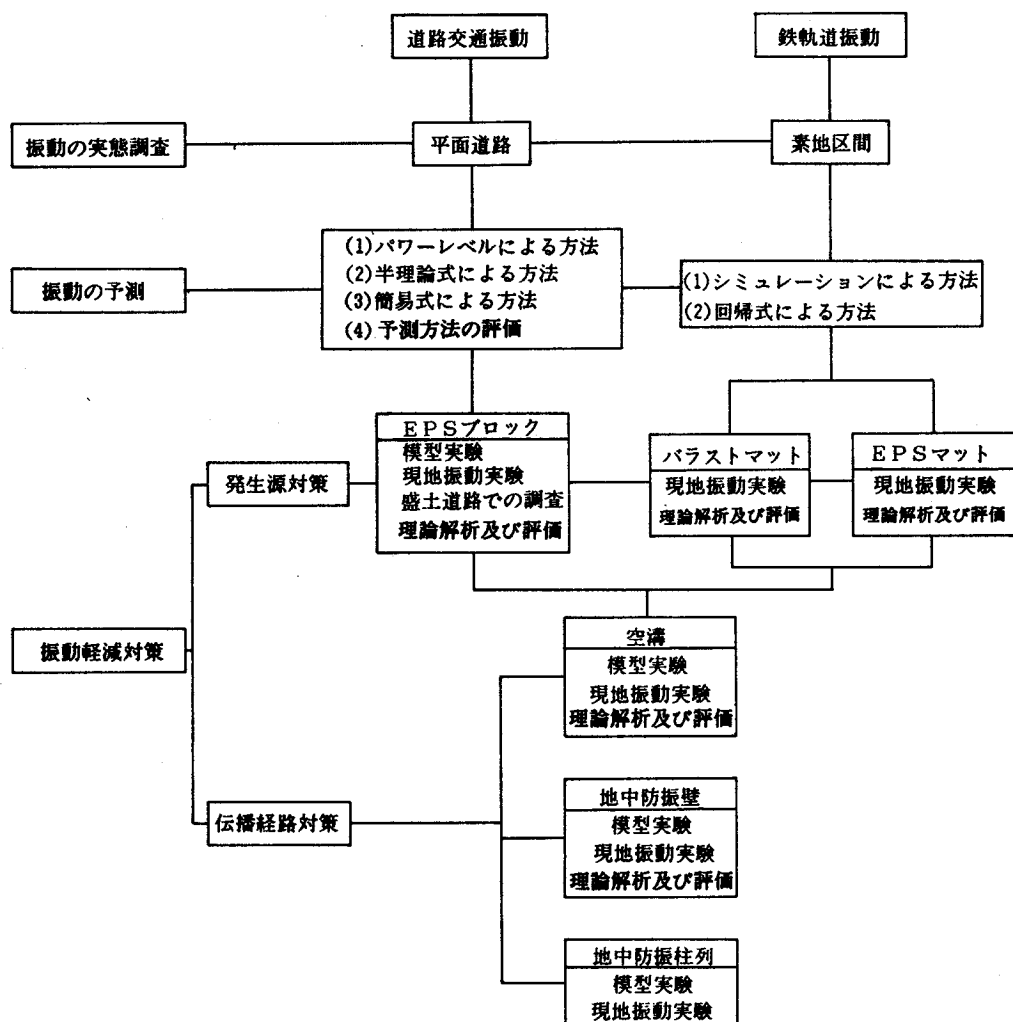 道路交通振動
鉄軌道振動
振動の実態調査
平面道路
素地区間
振動の予測
(1)パワーレベルによる方法
(2)半理論式による方法
(3)簡易式による方法
(4)予測方法の評価
(1)シミュレーションによる方法
(2)回帰式による方法
振動軽減対策
発生源対策
EPSブロック
模型実験
現地振動実験
盛土道路での調査
理論解析及び評価
バラストマット
現地振動実験
理論解析及び評価
EPSマット
現地振動実験
理論解析及び評価
伝播経路対策
空溝
模型実験
現地振動実験
理論解析及び評価
地中防振壁
模型実験
現地振動実験
理論解析及び評価
地中防振柱列
模型実験
現地振動実験